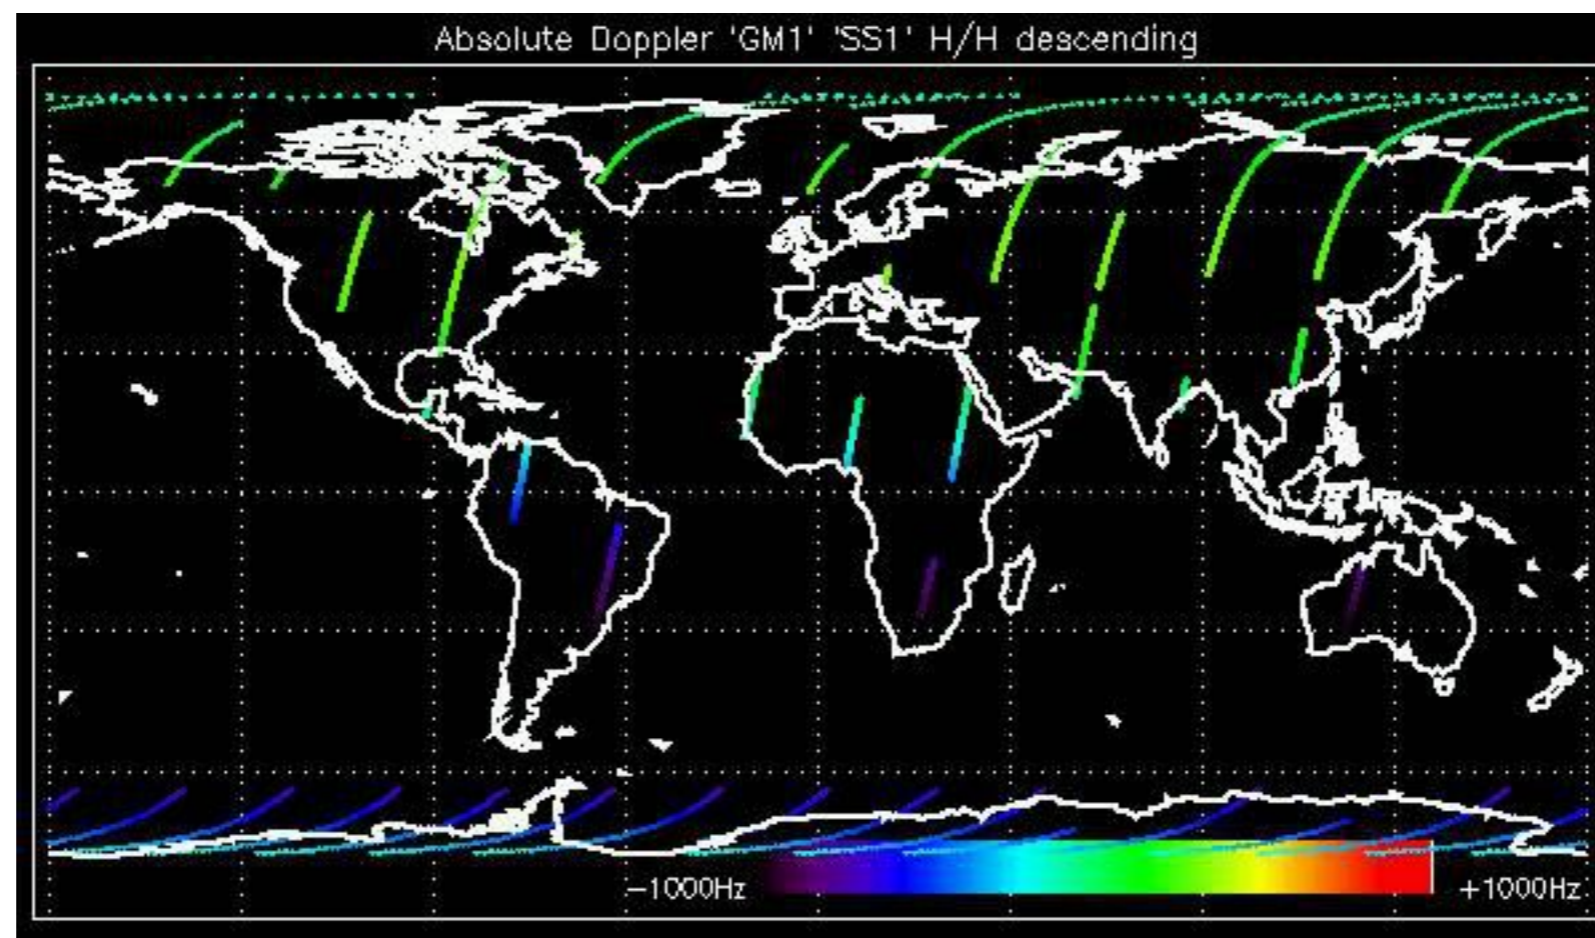 Absolute Doppler 'GM1' 'SS1' H/H descending
−1000Hz
+1000Hz